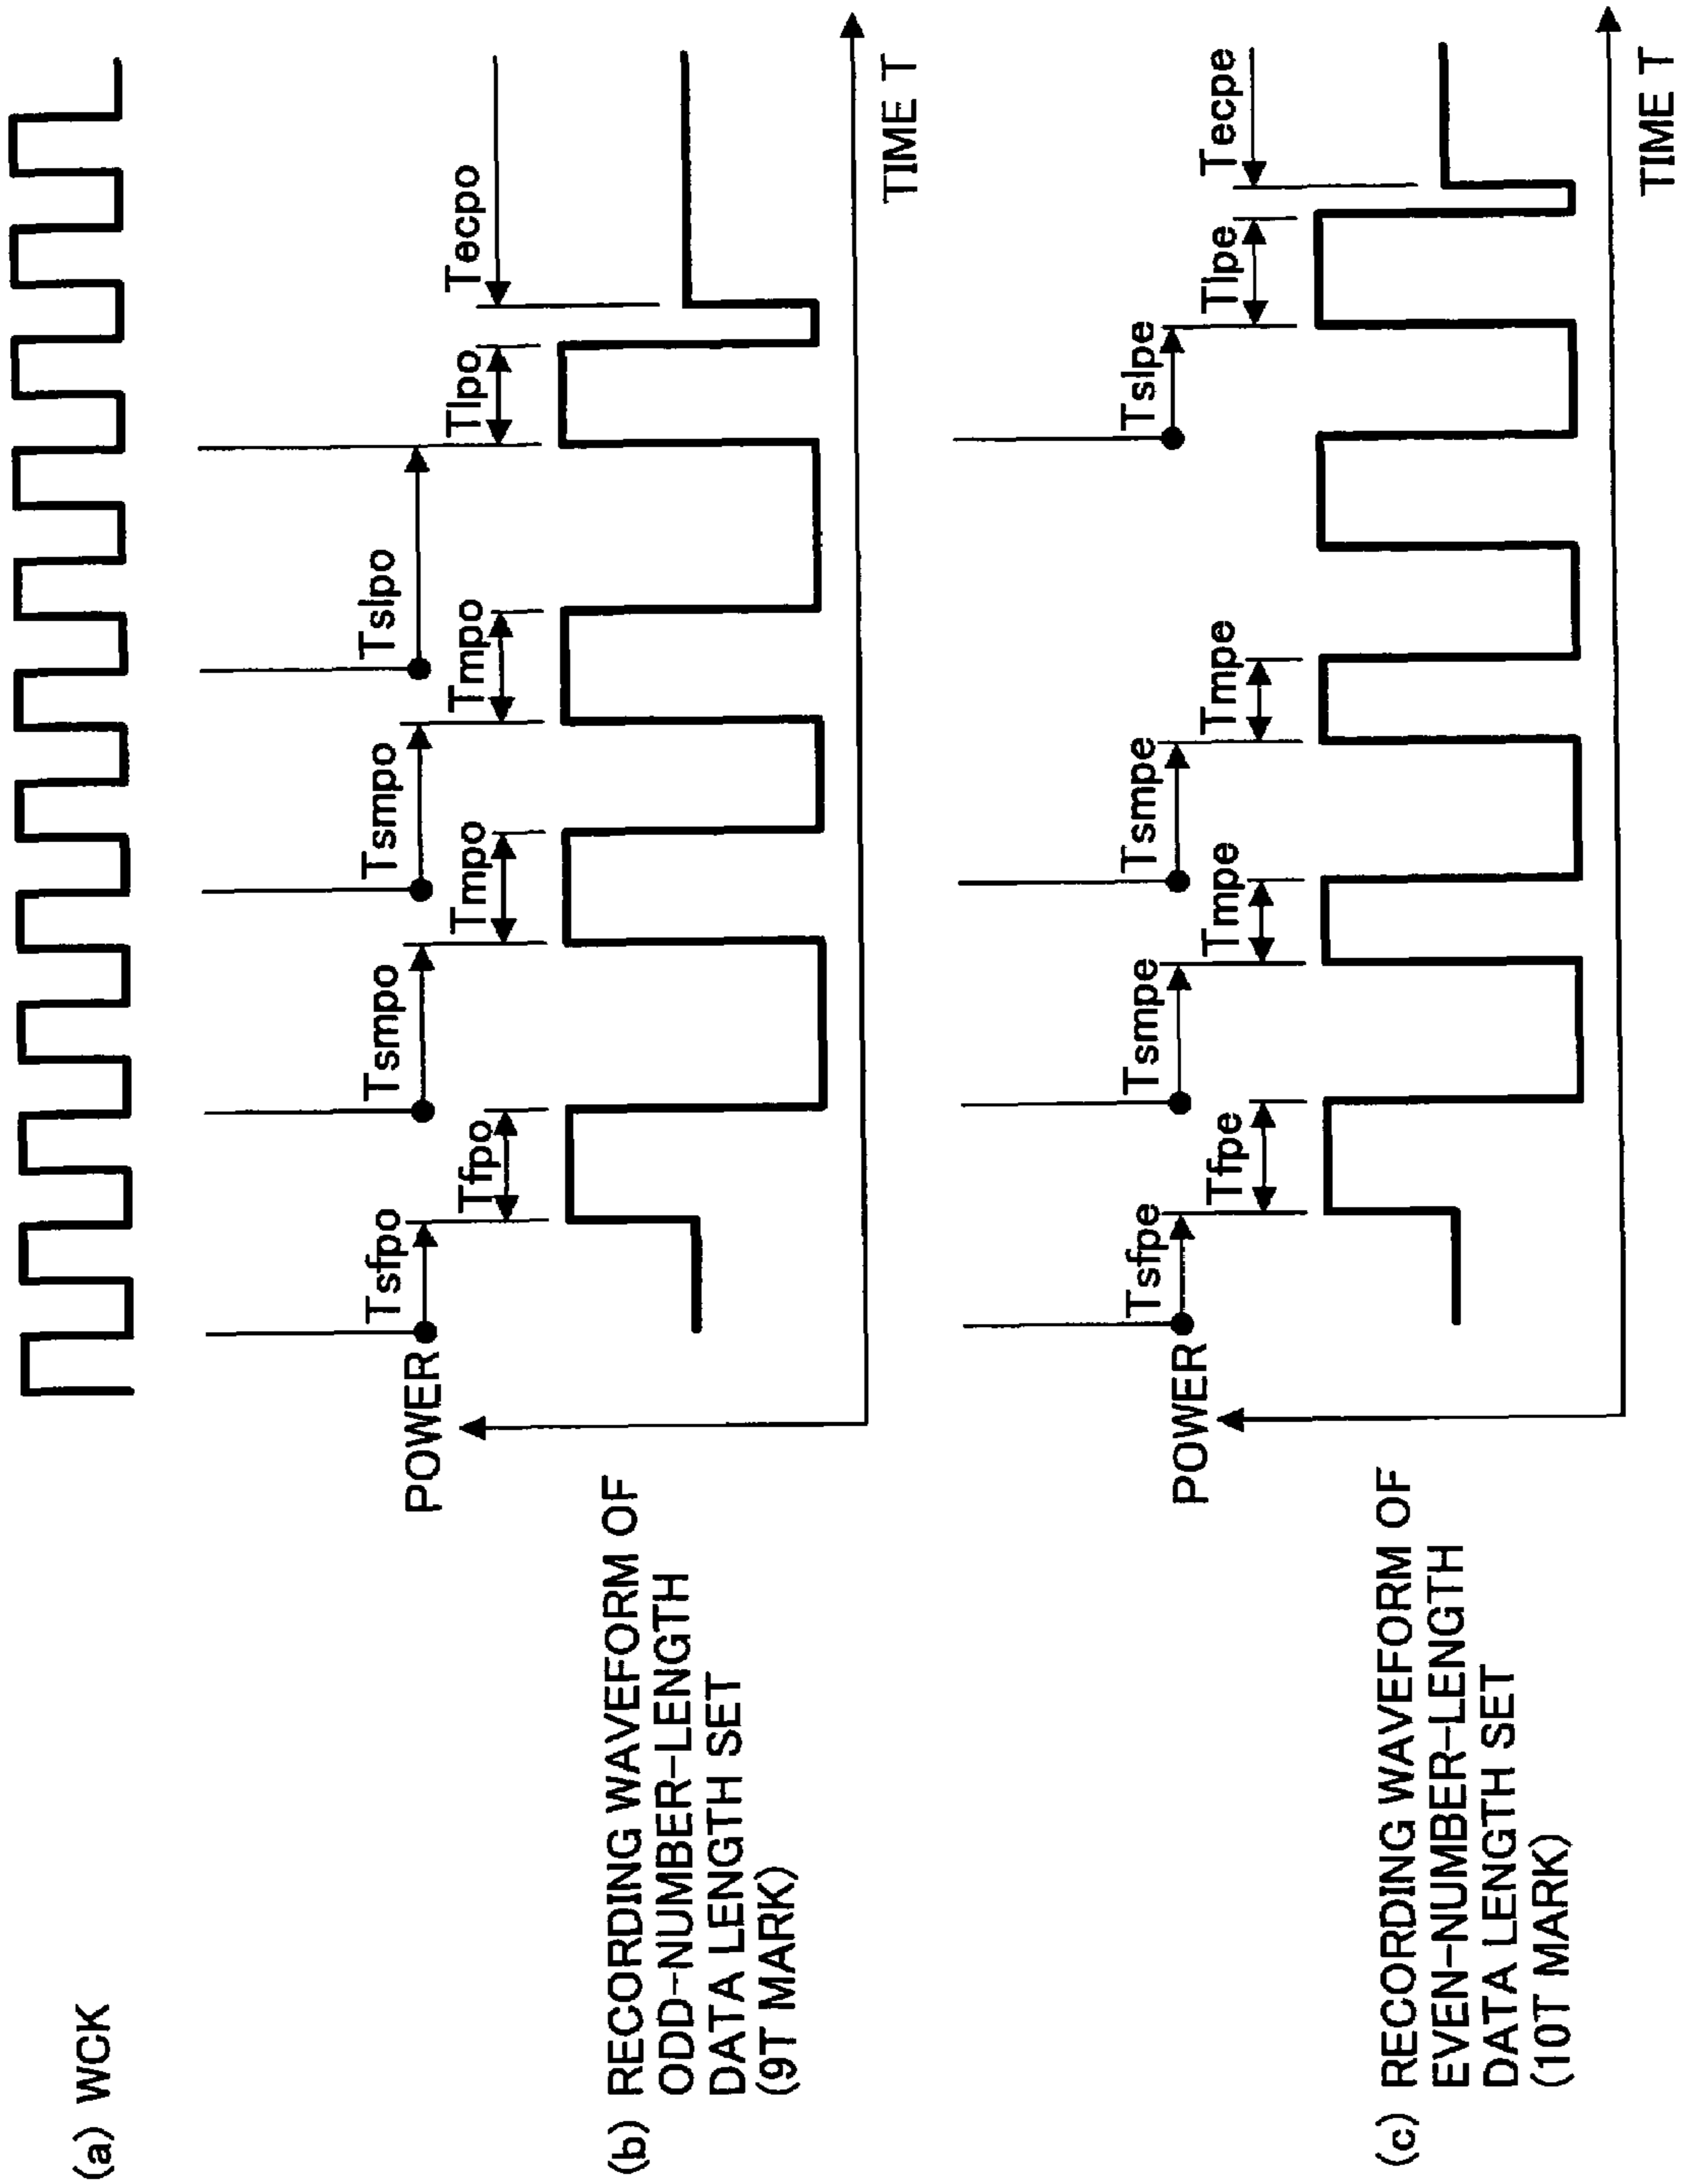 (a) WCK
(b) RECORDING WAVEFORM OF
ODD-NUMBER-LENGTH
DATA LENGTH SET
(9T MARK)
POWER
Tsfpo
Tsmpo
Tsmpo
Tslpo
Tfpo
Tmpo
Tmpo
Tlpo
Tecpo
TIME T
(c) RECORDING WAVEFORM OF
EVEN-NUMBER-LENGTH
DATA LENGTH SET
(10T MARK)
POWER
Tsfpe
Tsmpe
Tsmpe
Tslpe
Tfpe
Tmpe
Tmpe
Tlpe
Tecpe
TIME T